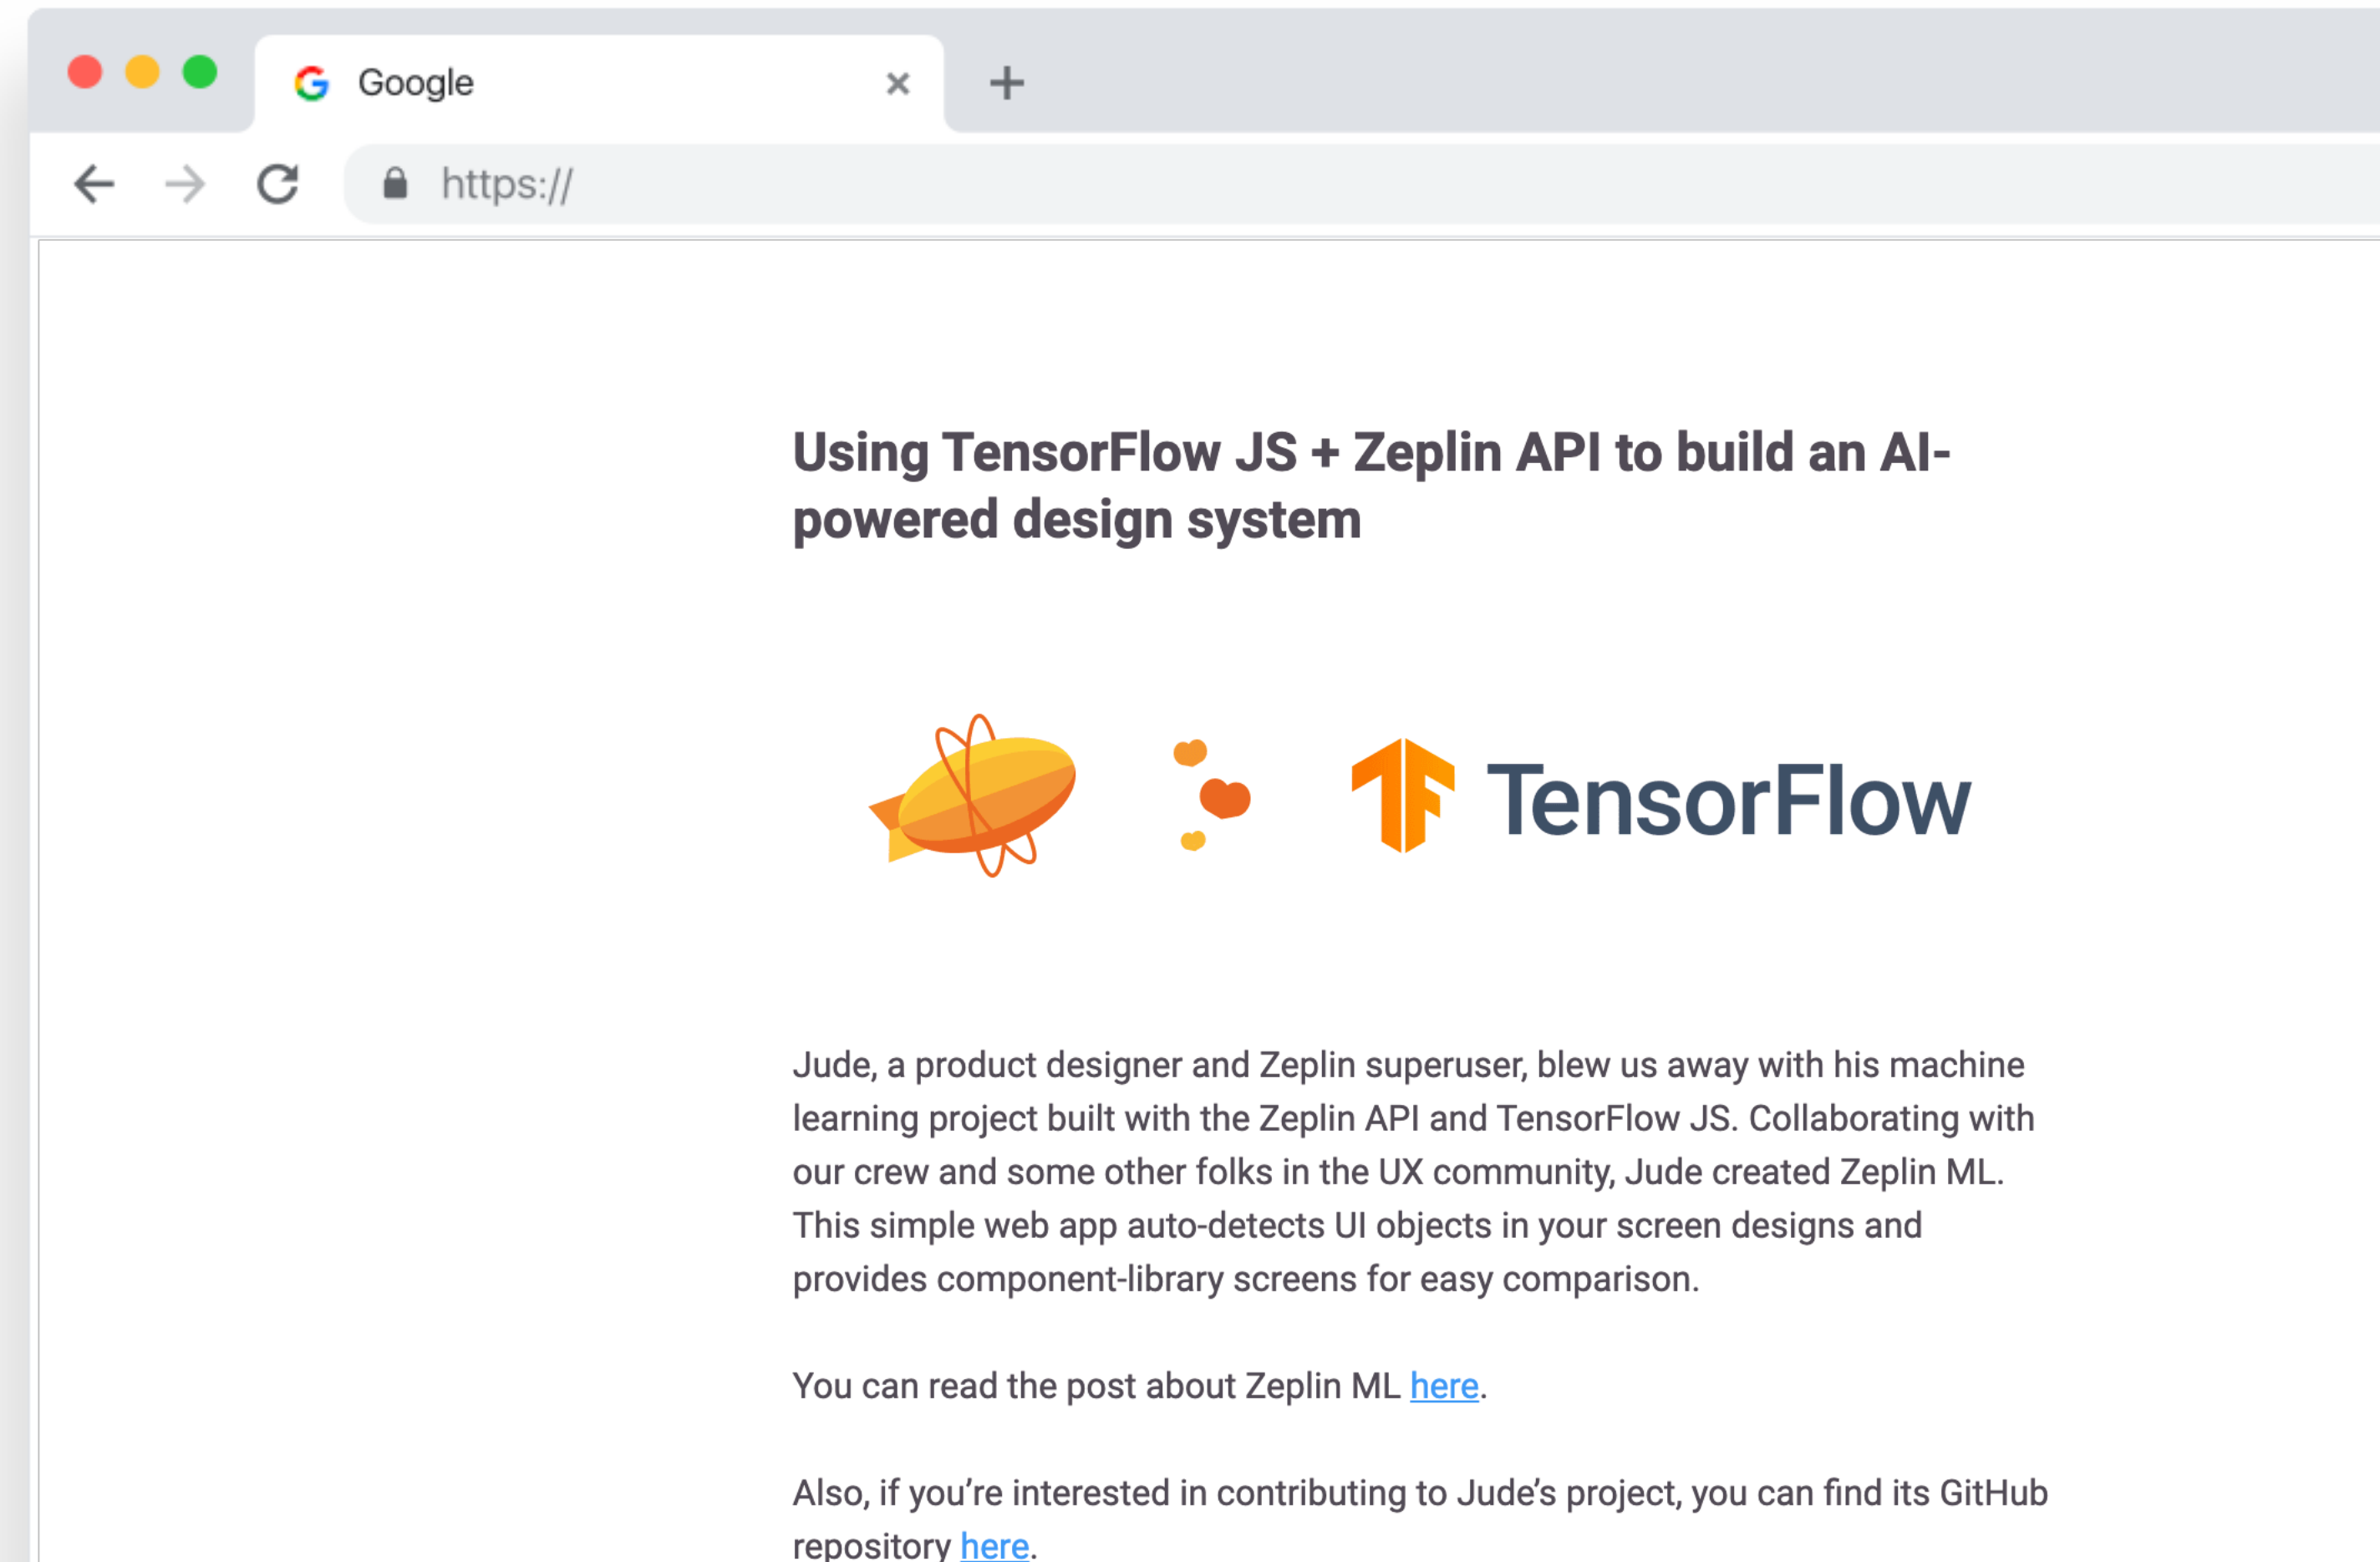 Google
https://
Using TensorFlow JS + Zeplin API to build an AI-
powered design system
TensorFlow
Jude, a product designer and Zeplin superuser, blew us away with his machine
learning project built with the Zeplin API and TensorFlow JS. Collaborating with
our crew and some other folks in the UX community, Jude created Zeplin ML.
This simple web app auto-detects UI objects in your screen designs and
provides component-library screens for easy comparison.
You can read the post about Zeplin ML here.
Also, if you’re interested in contributing to Jude’s project, you can find its GitHub
repository here.